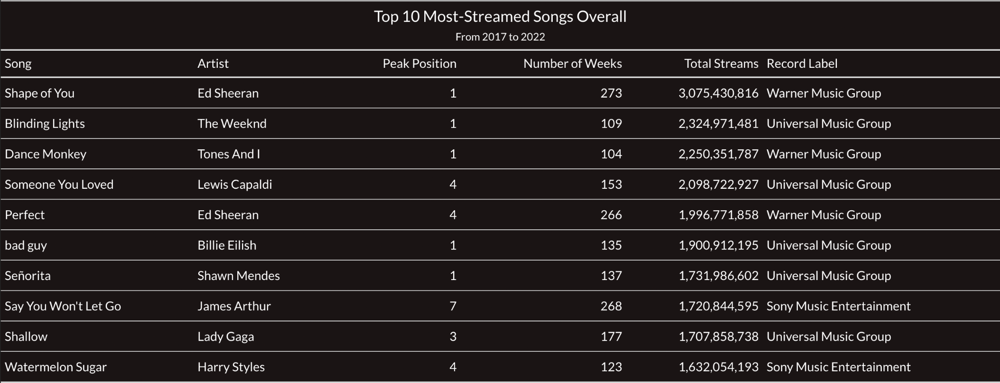 Top 10 Most-Streamed Songs Overall
From 2017 to 2022
Song Artist Peak Position Number of Weeks Total Streams Record Label
Shape of You Ed Sheeran 1 273 3,075,430,816 Warner Music Group
Blinding Lights The Weeknd 1 109 2,324,971,481 Universal Music Group
Dance Monkey Tones And I 1 104 2,250,351,787 Warner Music Group
Someone You Loved Lewis Capaldi 4 153 2,098,722,927 Universal Music Group
Perfect Ed Sheeran 4 266 1,996,771,858 Warner Music Group
bad guy Billie Eilish 1 135 1,900,912,195 Universal Music Group
Señorita Shawn Mendes 1 137 1,731,986,602 Universal Music Group
Say You Won't Let Go James Arthur 7 268 1,720,844,595 Sony Music Entertainment
Shallow Lady Gaga 3 177 1,707,858,738 Universal Music Group
Watermelon Sugar Harry Styles 4 123 1,632,054,193 Sony Music Entertainment